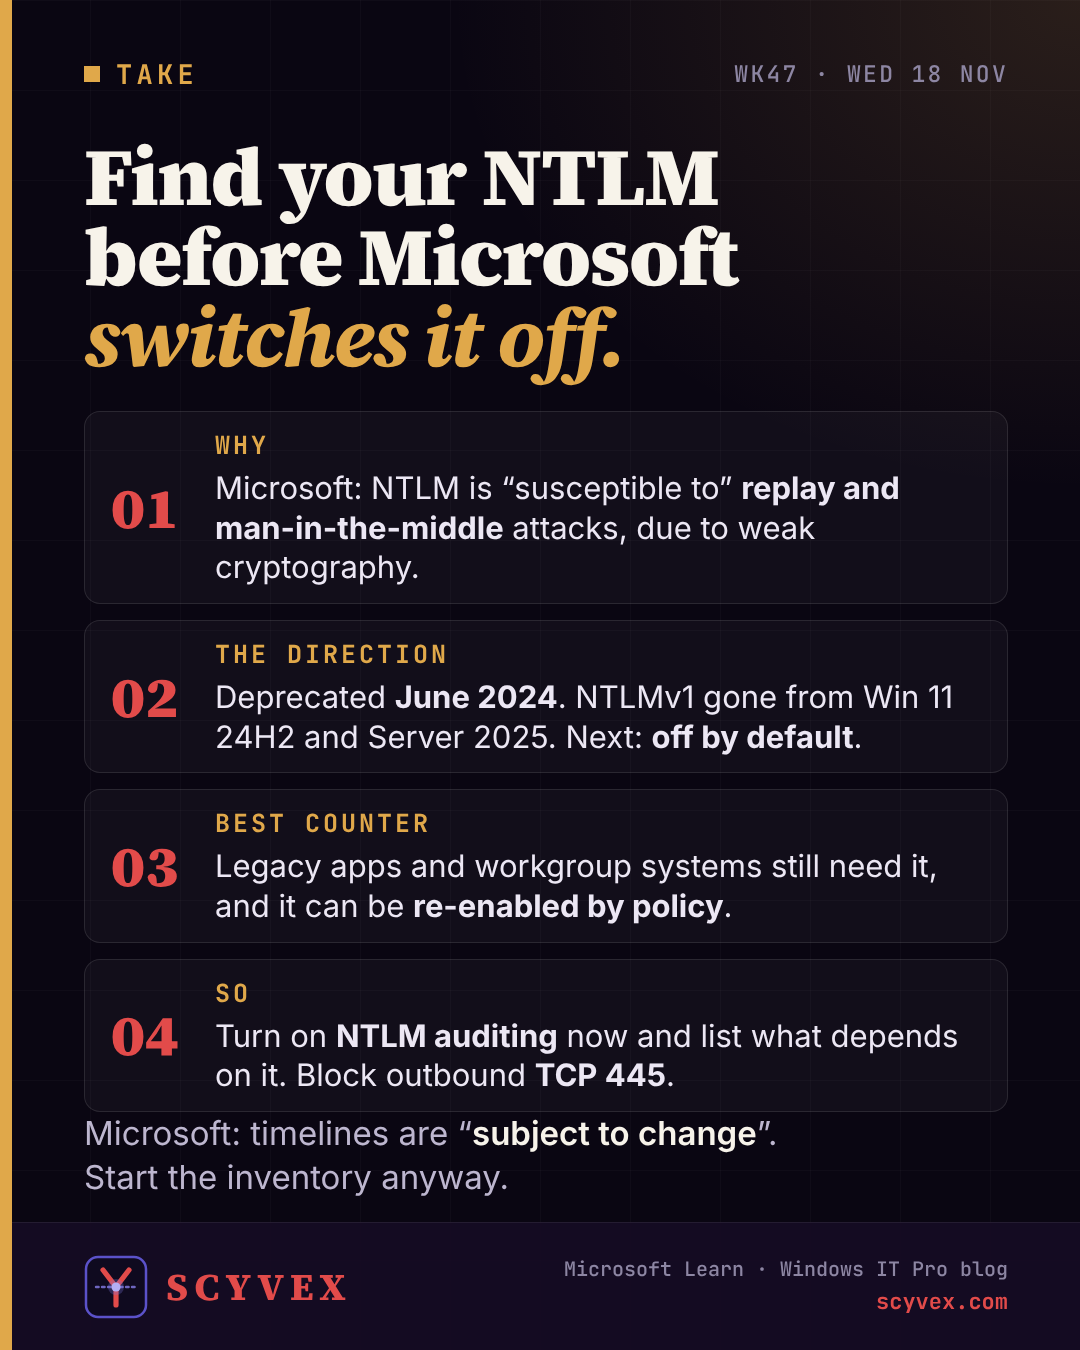 TAKE
WK47 · WED 18 NOV
Find your NTLM
before Microsoft
switches it off.
01
WHY
Microsoft: NTLM is “susceptible to” replay and
man-in-the-middle attacks, due to weak
cryptography.
02
THE DIRECTION
Deprecated June 2024. NTLMv1 gone from Win 11
24H2 and Server 2025. Next: off by default.
03
BEST COUNTER
Legacy apps and workgroup systems still need it,
and it can be re-enabled by policy.
04
SO
Turn on NTLM auditing now and list what depends
on it. Block outbound TCP 445.
Microsoft: timelines are “subject to change”.
Start the inventory anyway.
SCYVEX
Microsoft Learn · Windows IT Pro blog
scyvex.com